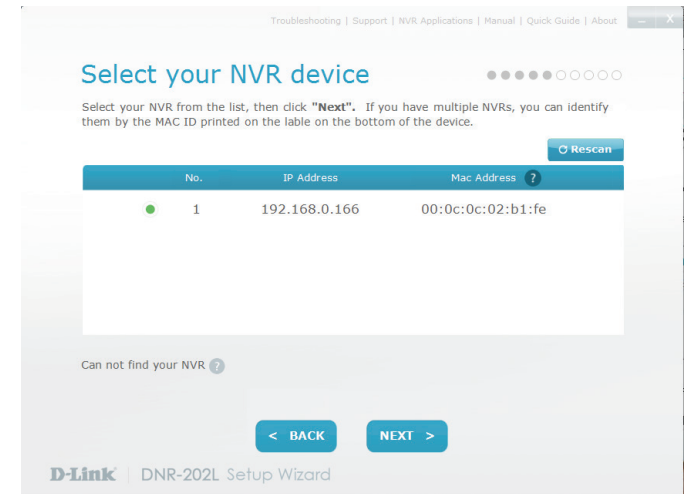 Troubleshooting | Support | NVR Applications | Manual | Quick Guide | About _ X
Select your NVR device
Select your NVR from the list, then click "Next". If you have multiple NVRs, you can identify
them by the MAC ID printed on the lable on the bottom of the device.
Rescan
No. IP Address Mac Address ?
1 192.168.0.166 00:0c:0c:02:b1:fe
Can not find your NVR ?
< BACK NEXT >
D-Link | DNR-202L Setup Wizard